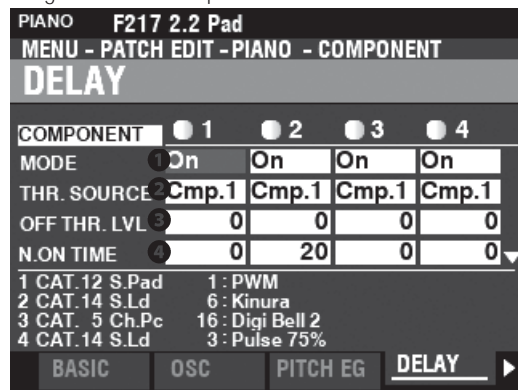 PIANO F217 2.2 Pad
MENU - PATCH EDIT - PIANO - COMPONENT
DELAY
COMPONENT 1 2 3 4
MODE 1 On On On On
THR. SOURCE 2 Cmp.1 Cmp.1 Cmp.1 Cmp.1
OFF THR. LVL 3 0 0 0 0
N.ON TIME 4 0 20 0 0
1 CAT.12 S.Pad 1 : PWM
2 CAT.14 S.Ld 6 : Kinura
3 CAT. 5 Ch.Pc 16 : Digi Bell 2
4 CAT.14 S.Ld 3 : Pulse 75%
BASIC OSC PITCH EG DELAY